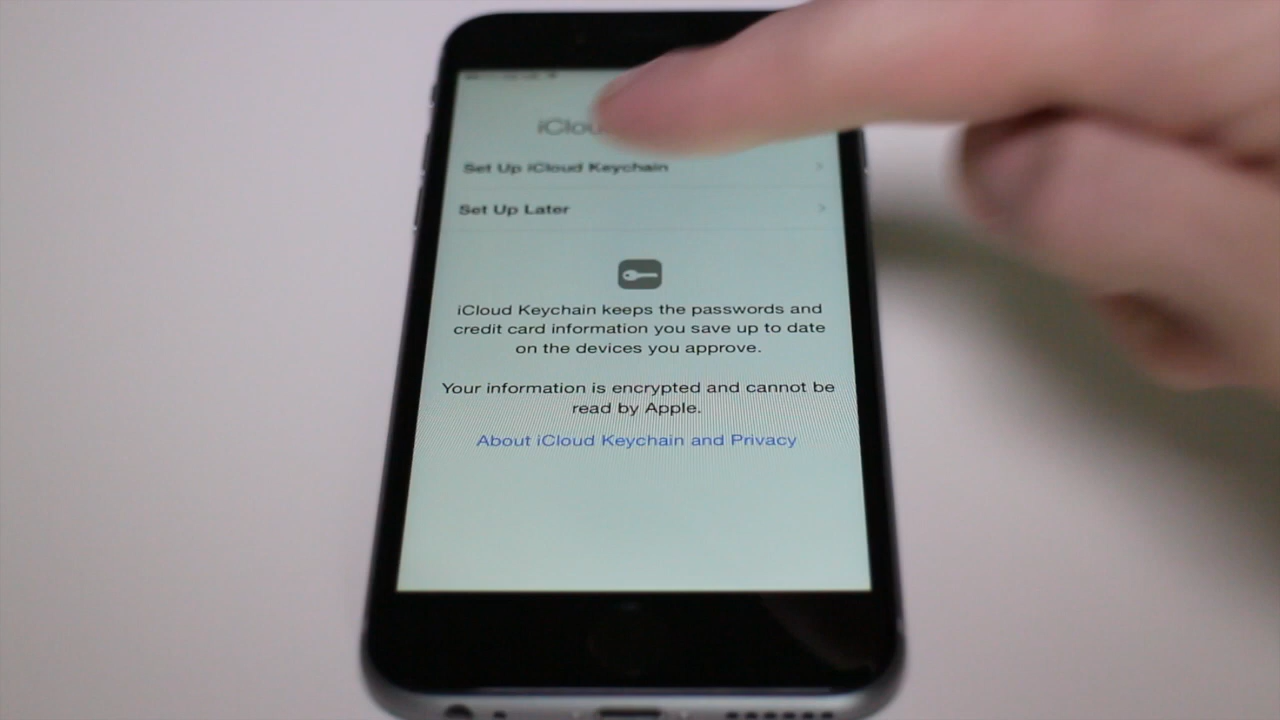 Set Up iCloud Keychain
Set Up Later
iCloud Keychain keeps the passwords and
credit card information you save up to date
on the devices you approve.
Your information is encrypted and cannot be
read by Apple.
About iCloud Keychain and Privacy